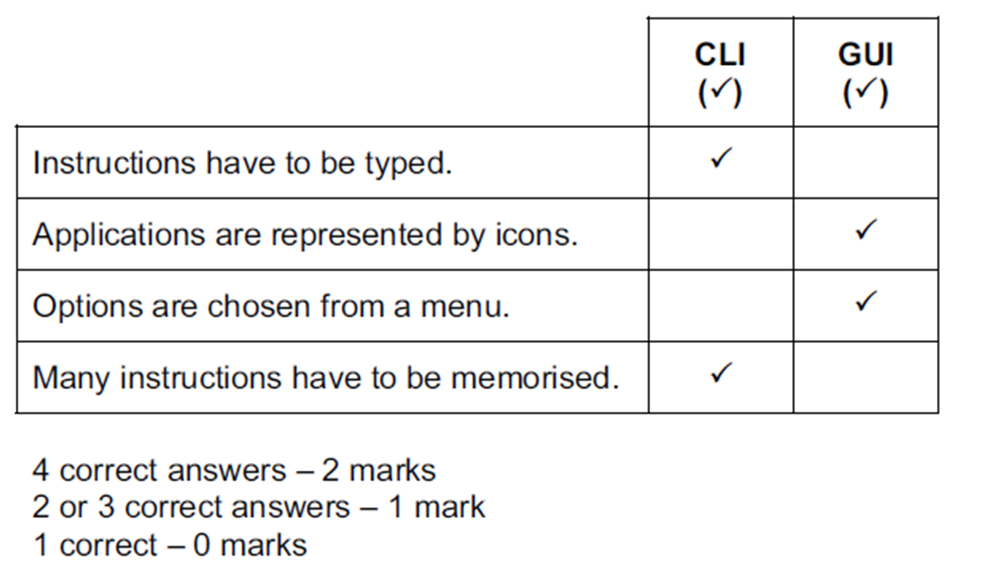 CLI GUI
(✓) (✓)
Instructions have to be typed. ✓
Applications are represented by icons. ✓
Options are chosen from a menu. ✓
Many instructions have to be memorised. ✓
4 correct answers – 2 marks
2 or 3 correct answers – 1 mark
1 correct – 0 marks